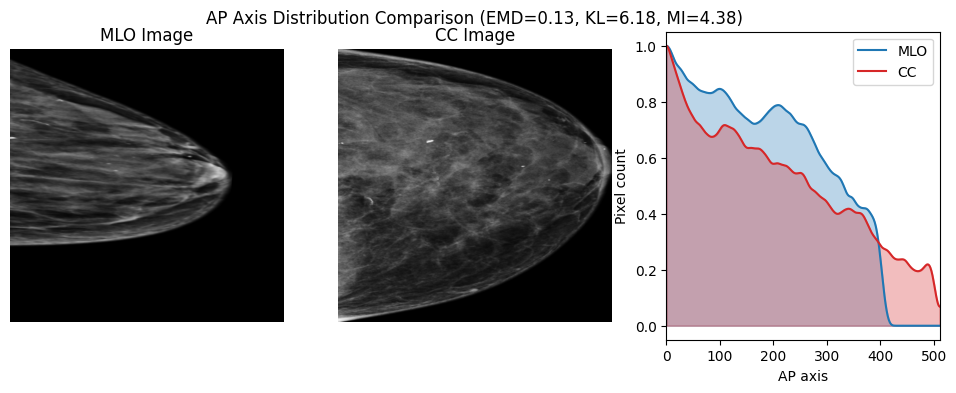 AP Axis Distribution Comparison (EMD=0.13, KL=6.18, MI=4.38)
MLO Image
CC Image
MLO
CC
Pixel count
1.0
0.8
0.6
0.4
0.2
0.0
0 100 200 300 400 500
AP axis